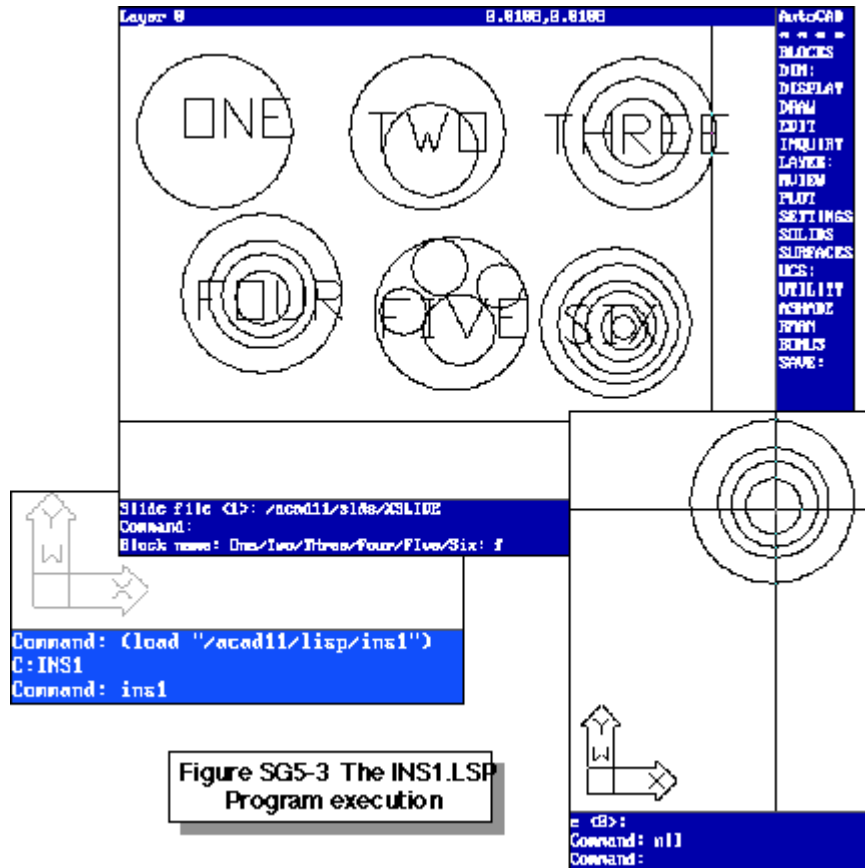 Layer 0 0.0108,0.0108 AutoCAD
* * * *
BLOCKS
DIM:
DISPLAY
DRAW
EDIT
INQUIRY
LAYER:
MVIEW
PLOT
SETTINGS
SOLIDS
SURFACES
UCS:
UTILITY
ASHADE
RMAN
BONUS
SAVE:
ONE TWO THREE
FOUR FIVE SIX
Slide file <1>: /acad11/slds/XSLIDE
Command:
Block name: One/Two/Three/Four/FIve/Six: f
Y
W
X
Command: (load "/acad11/lisp/ins1")
C:INS1
Command: ins1
Y
W
X
e <0>:
Command: nil
Command:
Figure SG5-3 The INS1.LSP
Program execution